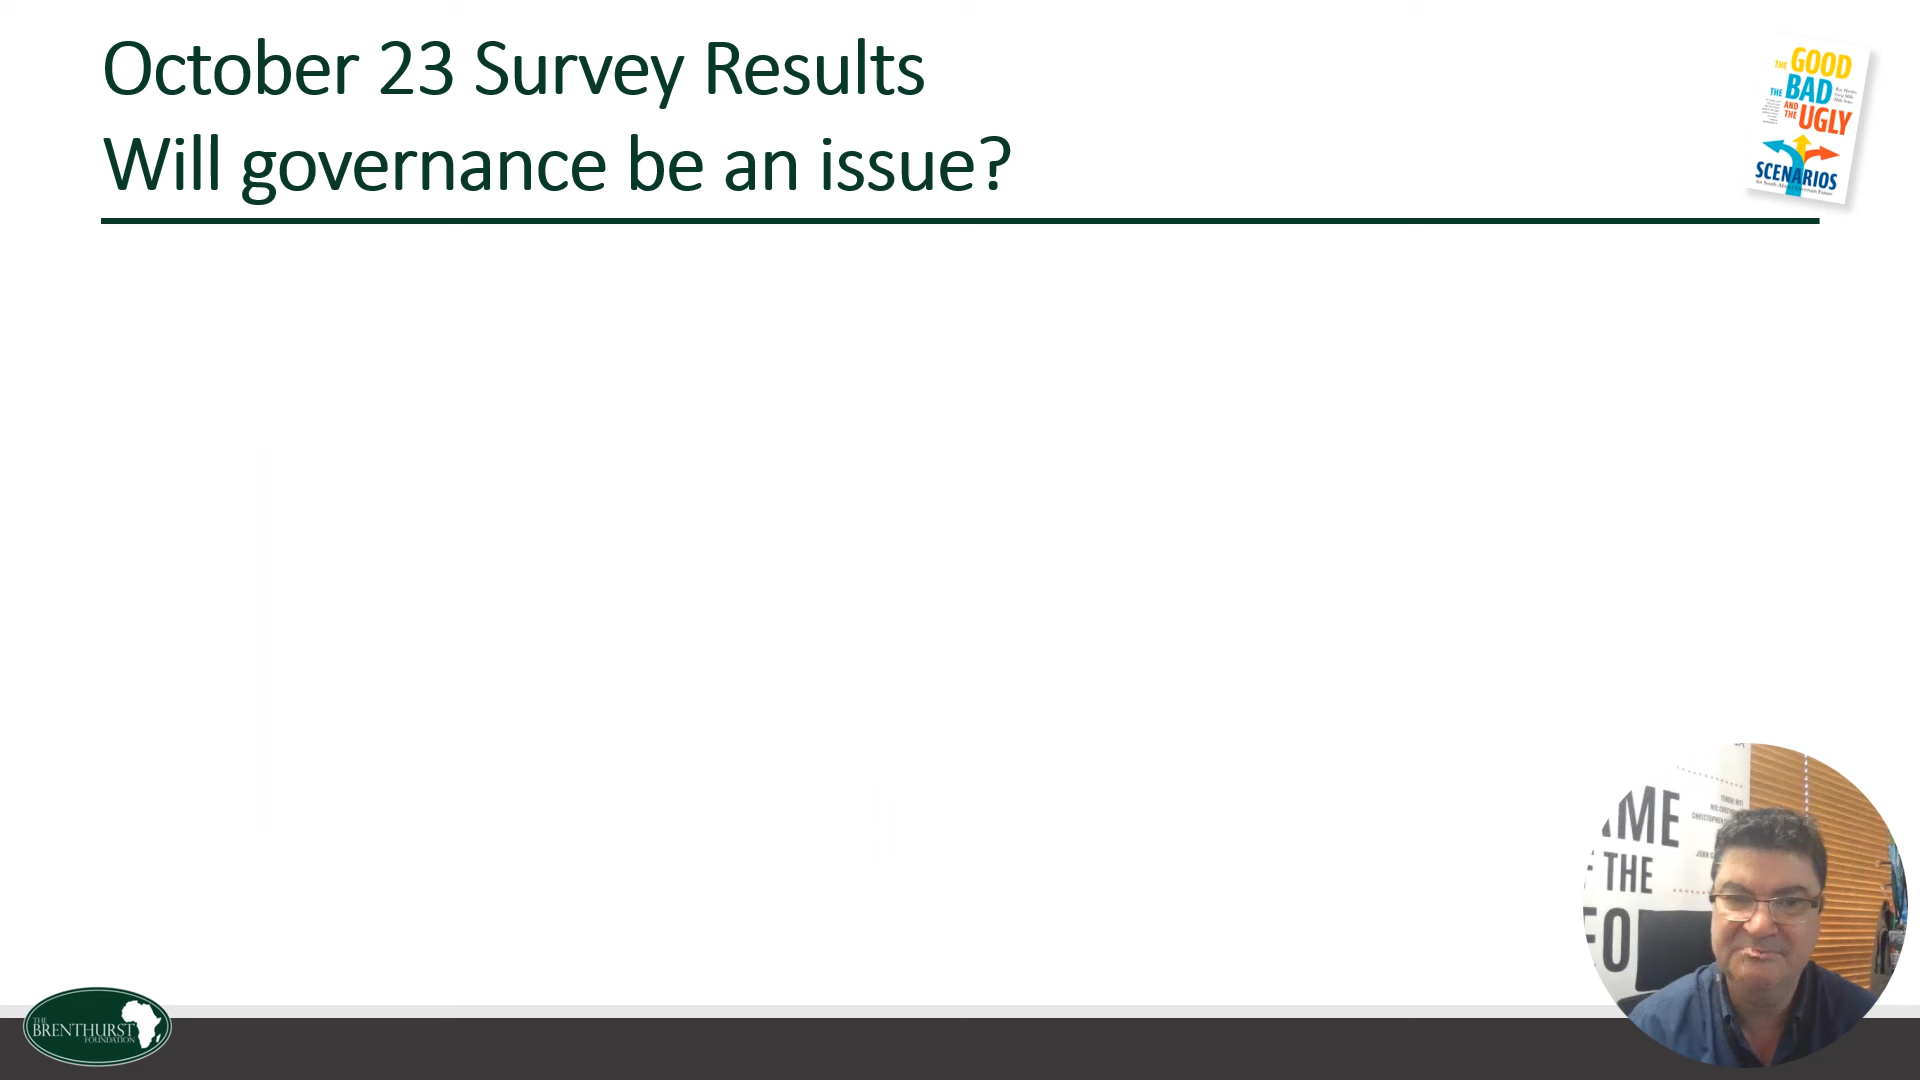 October 23 Survey Results
Will governance be an issue?
THE GOOD
THE BAD
AND THE UGLY
SCENARIOS
THE
THE
BRENTHURST
FOUNDATION